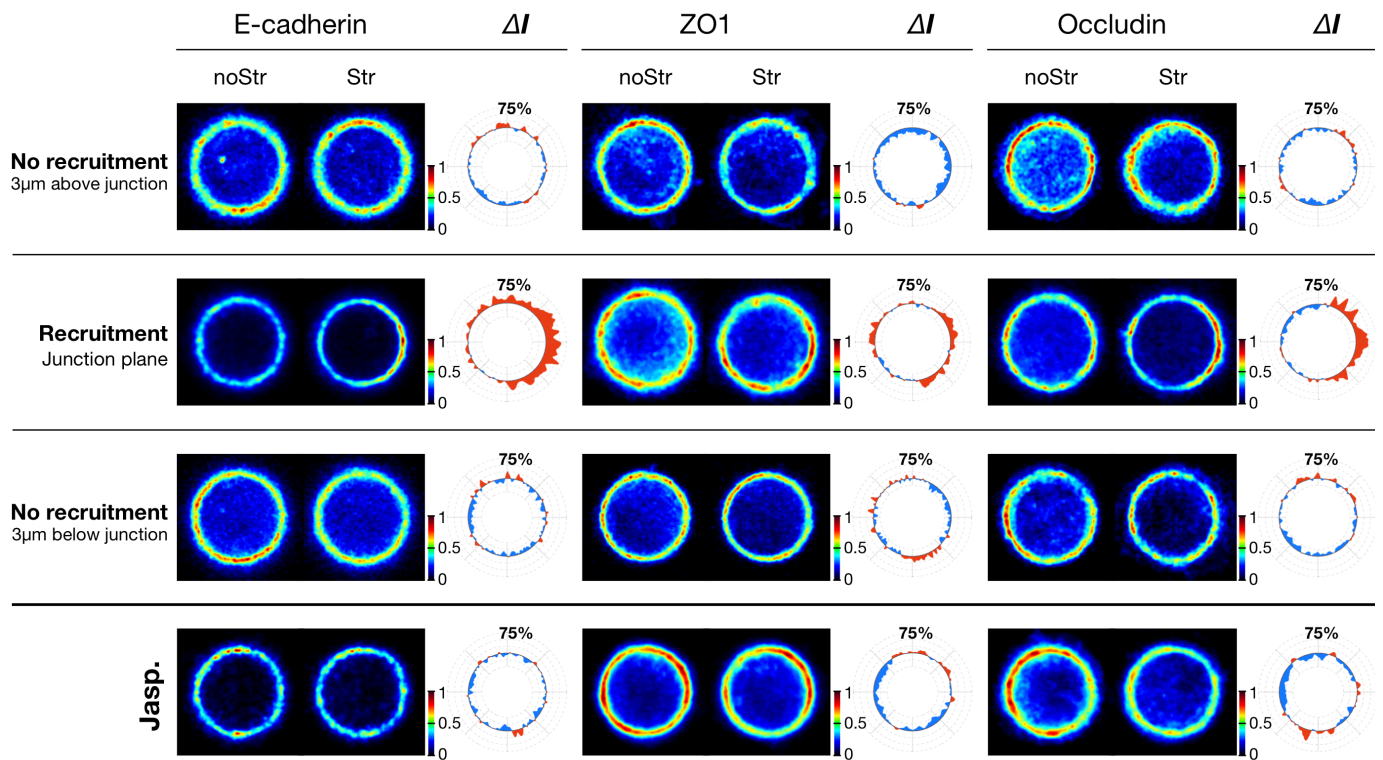 E-cadherin ΔI ZO1 ΔI Occludin ΔI
noStr Str noStr Str noStr Str
75% 75% 75%
No recruitment
3µm above junction
1 1 1
0.5 0.5 0.5
0 0 0
75% 75% 75%
Recruitment
Junction plane
1 1 1
0.5 0.5 0.5
0 0 0
75% 75% 75%
No recruitment
3µm below junction
1 1 1
0.5 0.5 0.5
0 0 0
75% 75% 75%
Jasp.
1 1 1
0.5 0.5 0.5
0 0 0